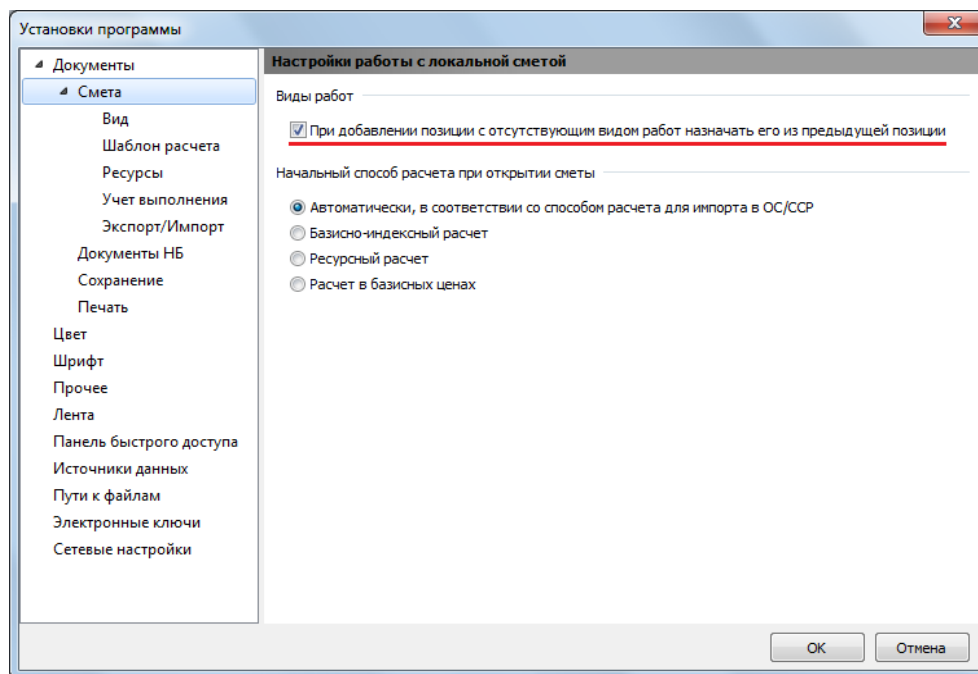 Установки программы
Документы
Смета
Вид
Шаблон расчета
Ресурсы
Учет выполнения
Экспорт/Импорт
Документы НБ
Сохранение
Печать
Цвет
Шрифт
Прочее
Лента
Панель быстрого доступа
Источники данных
Пути к файлам
Электронные ключи
Сетевые настройки
Настройки работы с локальной сметой
Виды работ
При добавлении позиции с отсутствующим видом работ назначать его из предыдущей позиции
Начальный способ расчета при открытии сметы
Автоматически, в соответствии со способом расчета для импорта в ОС/ССР
Базисно-индексный расчет
Ресурсный расчет
Расчет в базисных ценах
ОК
Отмена